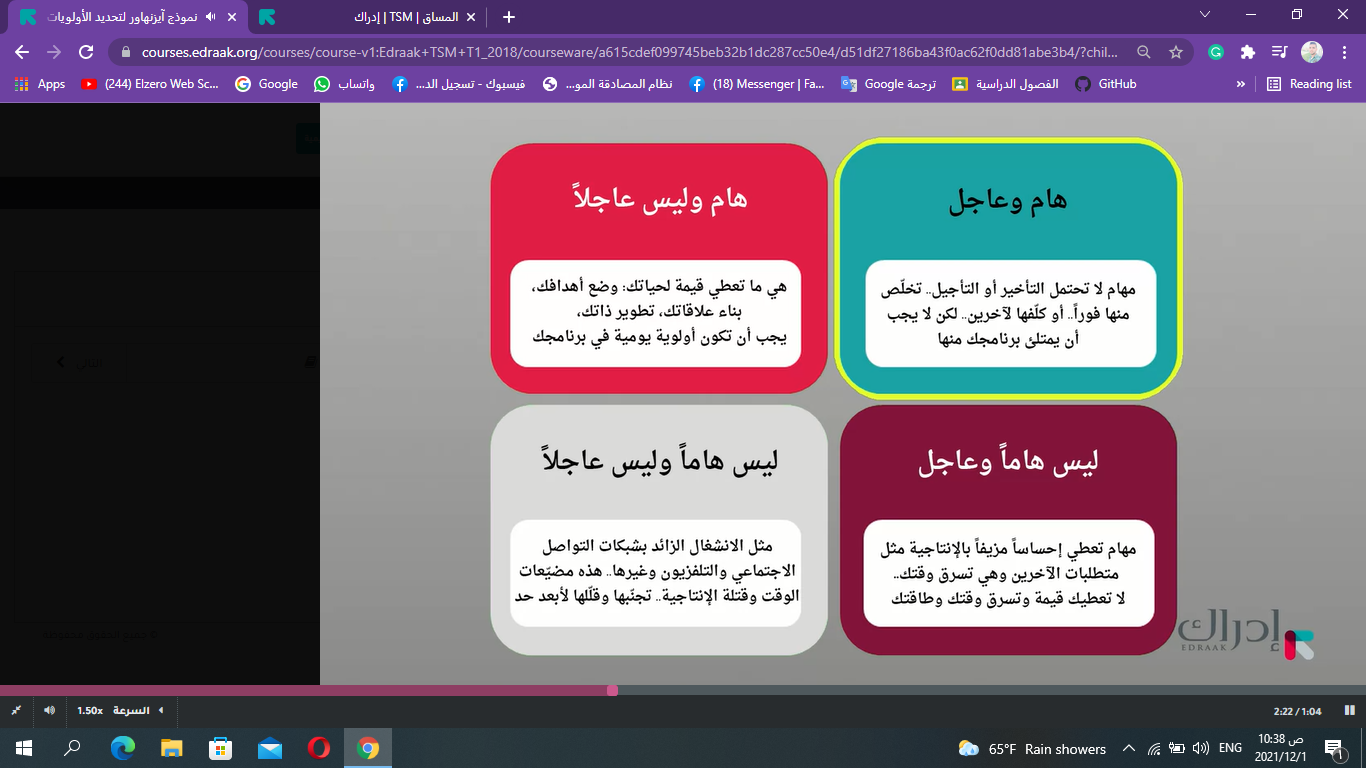 نموذج آيزنهاور لتحديد الأولويات
المساق | TSM | إدراك
courses.edraak.org/courses/course-v1:Edraak+TSM+T1_2018/courseware/a615cdef099745beb32b1dc287cc50e4/d51df27186ba43f0ac62f0dd81abe3b4/?chil...
Apps
(244) Elzero Web Sc...
Google
واتساب
فيسبوك - تسجيل الد...
نظام المصادقة المو...
(18) Messenger | Fa...
ترجمة Google
الفصول الدراسية
GitHub
»
Reading list
هام وعاجل
مهام لا تحتمل التأخير أو التأجيل.. تخلّص
منها فوراً.. أو كلّفها لآخرين.. لكن لا يجب
أن يمتلئ برنامجك منها
هام وليس عاجلاً
هي ما تعطي قيمة لحياتك: وضع أهدافك،
بناء علاقاتك، تطوير ذاتك،
يجب أن تكون أولوية يومية في برنامجك
ليس هاماً وعاجل
مهام تعطي إحساساً مزيفاً بالإنتاجية مثل
متطلبات الآخرين وهي تسرق وقتك..
لا تعطيك قيمة وتسرق وقتك وطاقتك
ليس هاماً وليس عاجلاً
مثل الانشغال الزائد بشبكات التواصل
الاجتماعي والتلفزيون وغيرها.. هذه مضيّعات
الوقت وقتلة الإنتاجية.. تجنّبها وقلّلها لأبعد حد
التالي
إدراك
EDRAAK
1.50x السرعة
2:22 / 1:04
65°F Rain showers
ENG
10:38 ص
2021/12/1
1